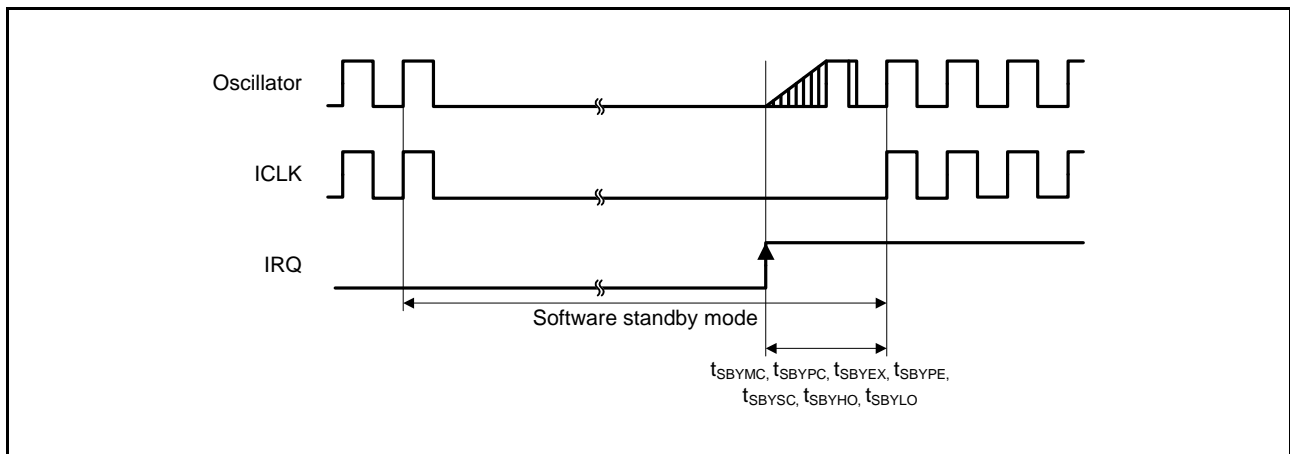 Oscillator
ICLK
IRQ
Software standby mode
tSBYMC, tSBYPC, tSBYEX, tSBYPE,
tSBYSC, tSBYHO, tSBYLO